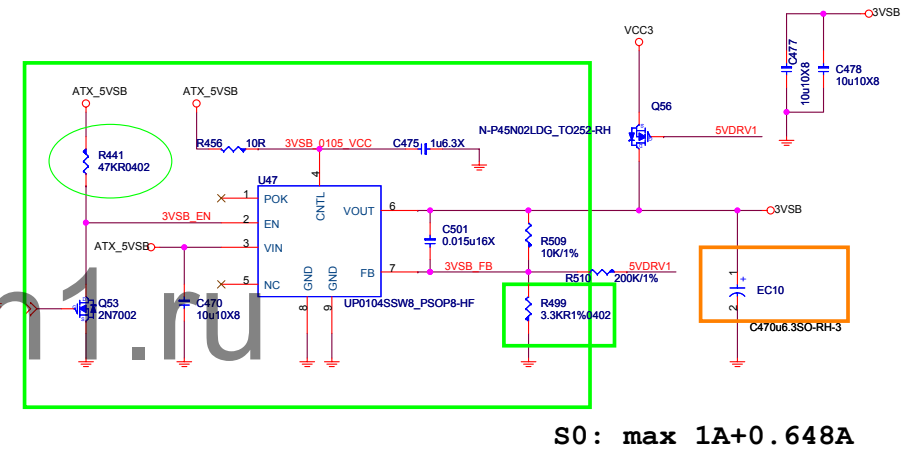 3VSB
VCC3
C477
10u10X8
C478
10u10X8
ATX_5VSB
ATX_5VSB
Q56
N-P45N02LDG_TO252-RH
5VDRV1
R441
47KR0402
R456
10R
3VSB_0105_VCC
C475
1u6.3X
U47
4
1
POK
CNTL
VOUT
6
3VSB
3VSB_EN
2
EN
C501
0.015u16X
R509
10K/1%
ATX_5VSB
3
VIN
5
NC
GND
GND
FB
7
3VSB_FB
R510
200K/1%
5VDRV1
8
9
UP0104SSW8_PSOP8-HF
Q53
2N7002
C470
10u10X8
R499
3.3KR1%0402
1
+
EC10
2
C470u6.3SO-RH-3
n1.ru
S0: max 1A+0.648A